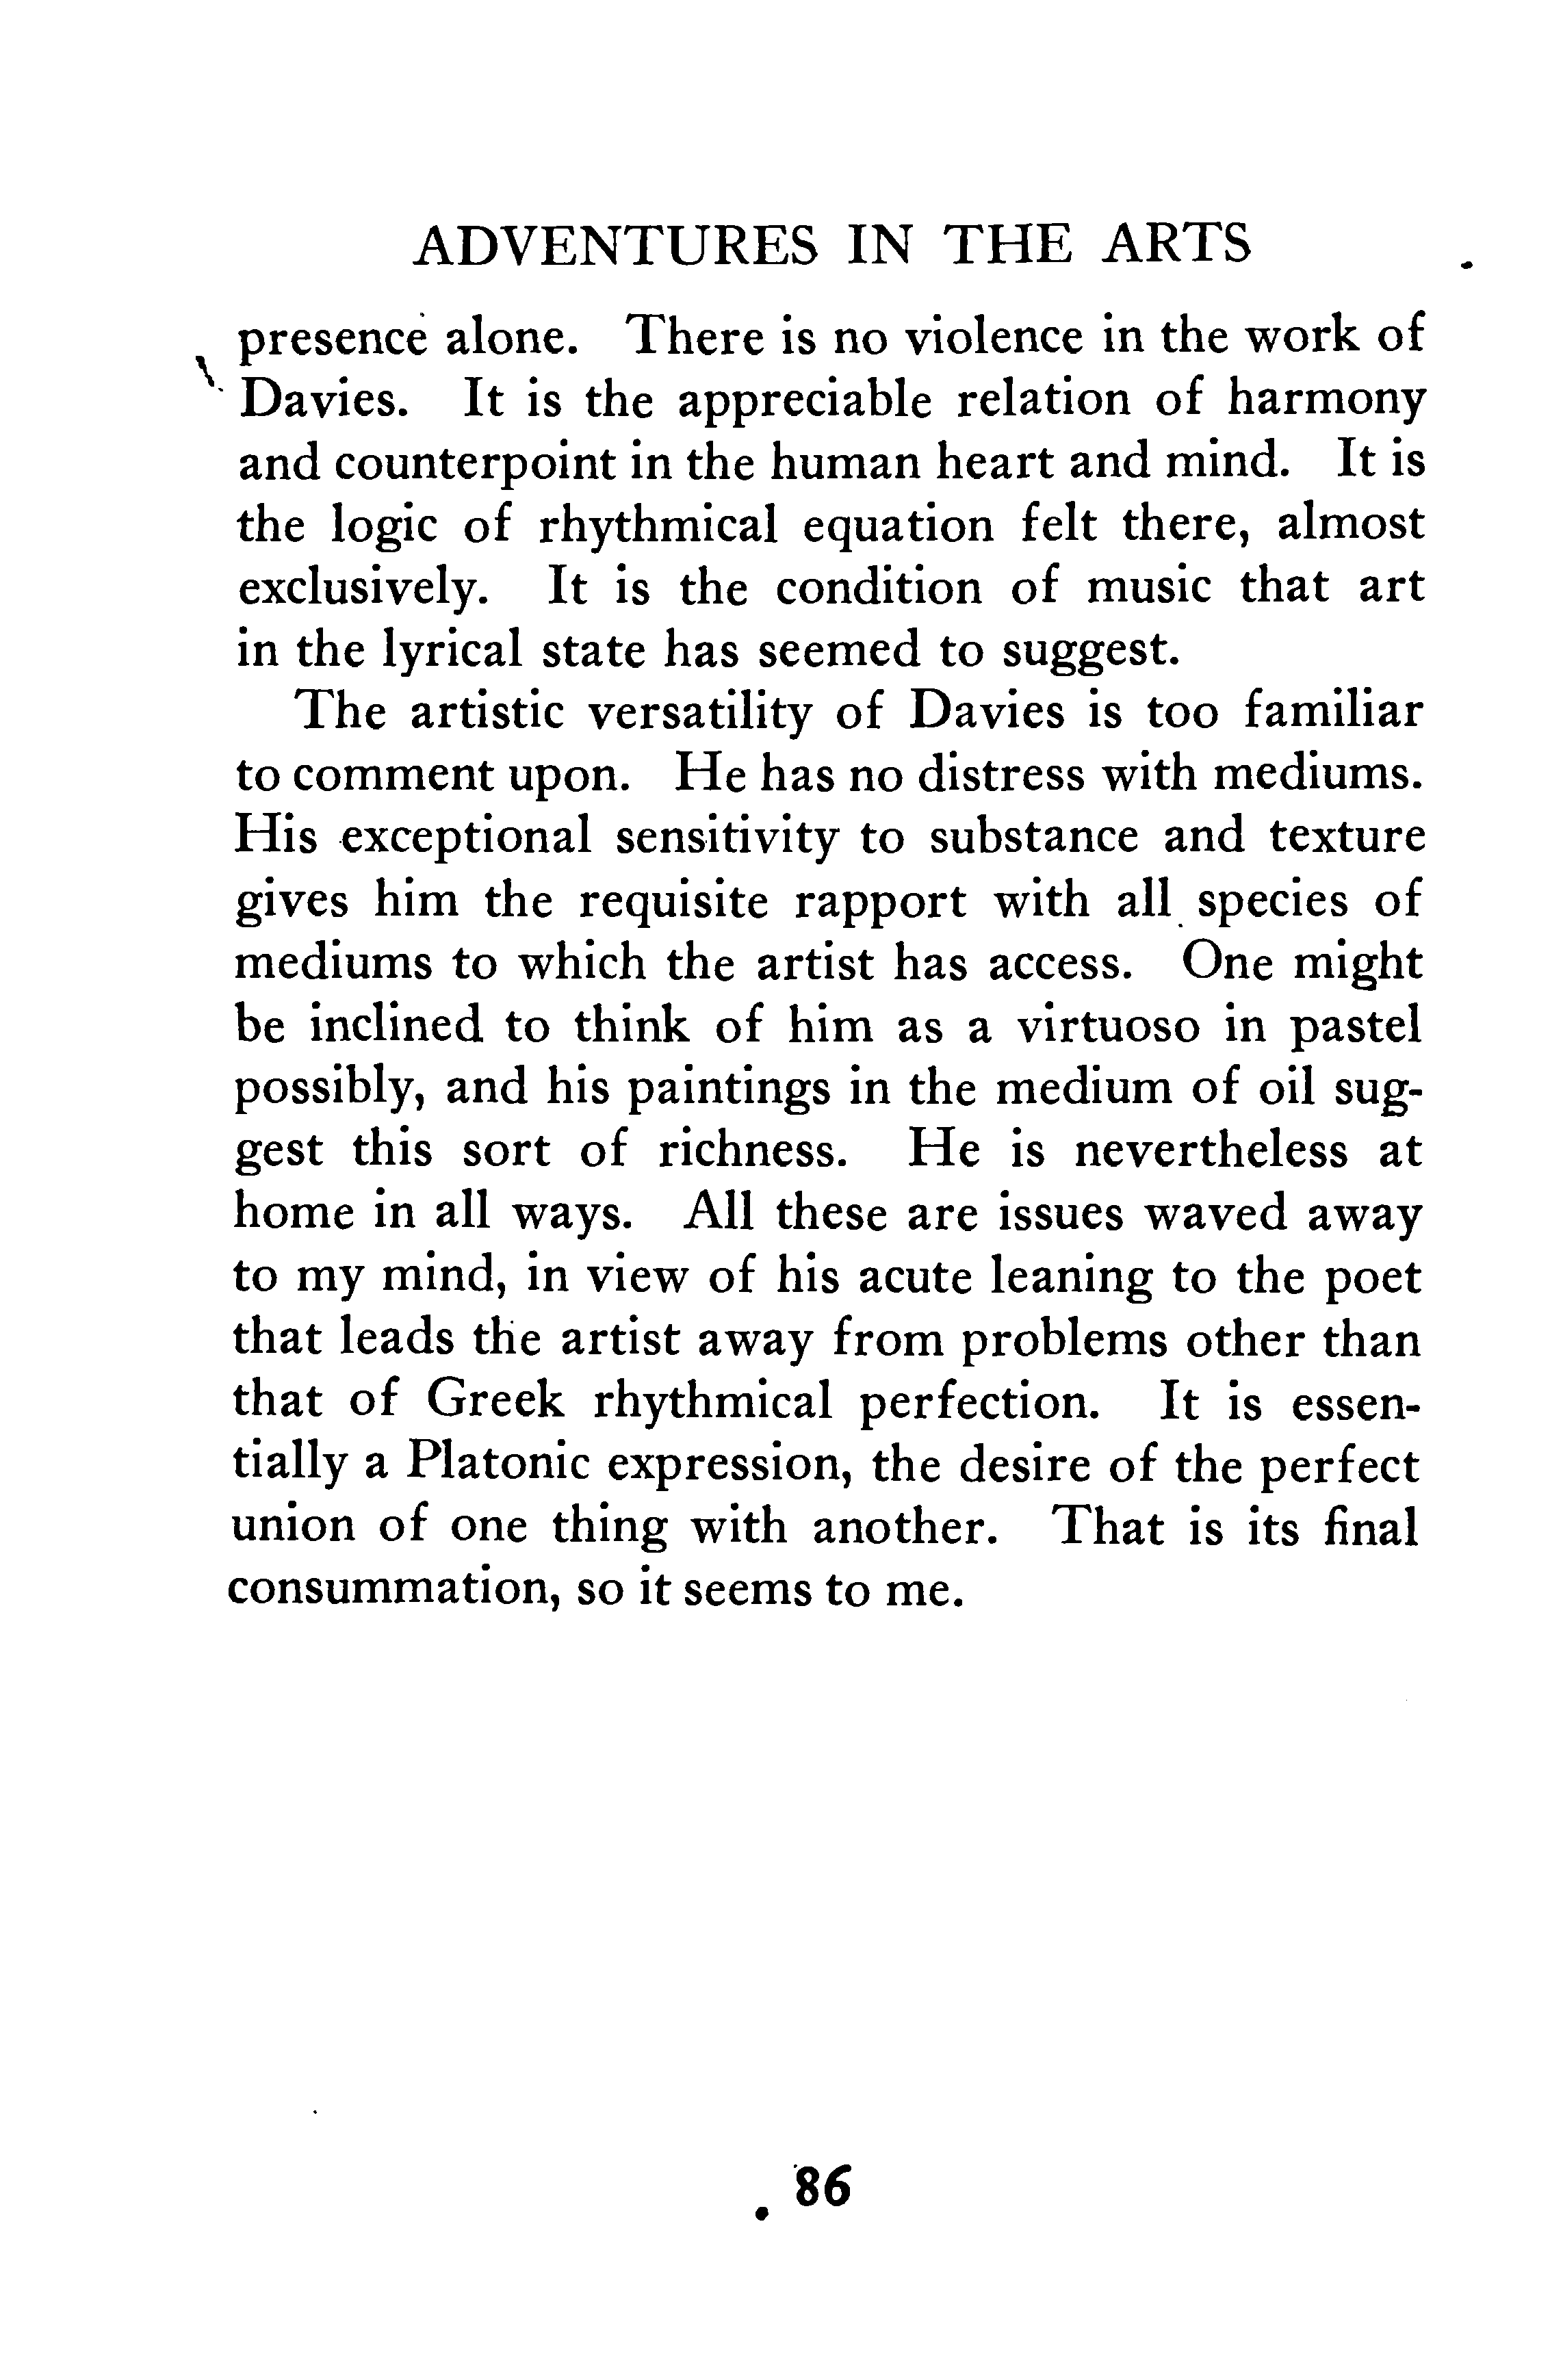 ADVENTURES IN THE ARTS
presence alone. There is no violence in the work of
Davies. It is the appreciable relation of harmony
and counterpoint in the human heart and mind. It is
the logic of rhythmical equation felt there, almost
exclusively. It is the condition of music that art
in the lyrical state has seemed to suggest.
The artistic versatility of Davies is too familiar
to comment upon. He has no distress with mediums.
His exceptional sensitivity to substance and texture
gives him the requisite rapport with all species of
mediums to which the artist has access. One might
be inclined to think of him as a virtuoso in pastel
possibly, and his paintings in the medium of oil sug-
gest this sort of richness. He is nevertheless at
home in all ways. All these are issues waved away
to my mind, in view of his acute leaning to the poet
that leads the artist away from problems other than
that of Greek rhythmical perfection. It is essen-
tially a Platonic expression, the desire of the perfect
union of one thing with another. That is its final
consummation, so it seems to me.
86